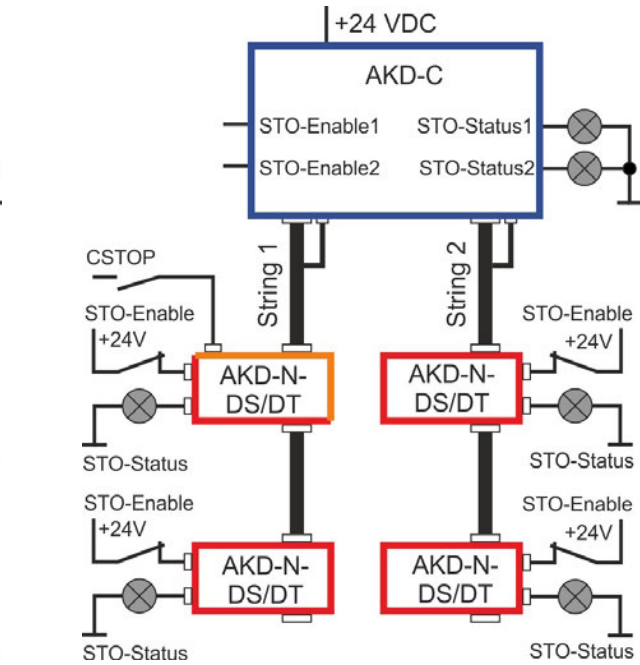 +24 VDC
AKD-C
STO-Enable1
STO-Status1
STO-Enable2
STO-Status2
String 1
String 2
CSTOP
STO-Enable
+24V
AKD-N-
DS/DT
STO-Status
AKD-N-
DS/DT
STO-Enable
+24V
STO-Status
STO-Enable
+24V
AKD-N-
DS/DT
STO-Status
AKD-N-
DS/DT
STO-Enable
+24V
STO-Status